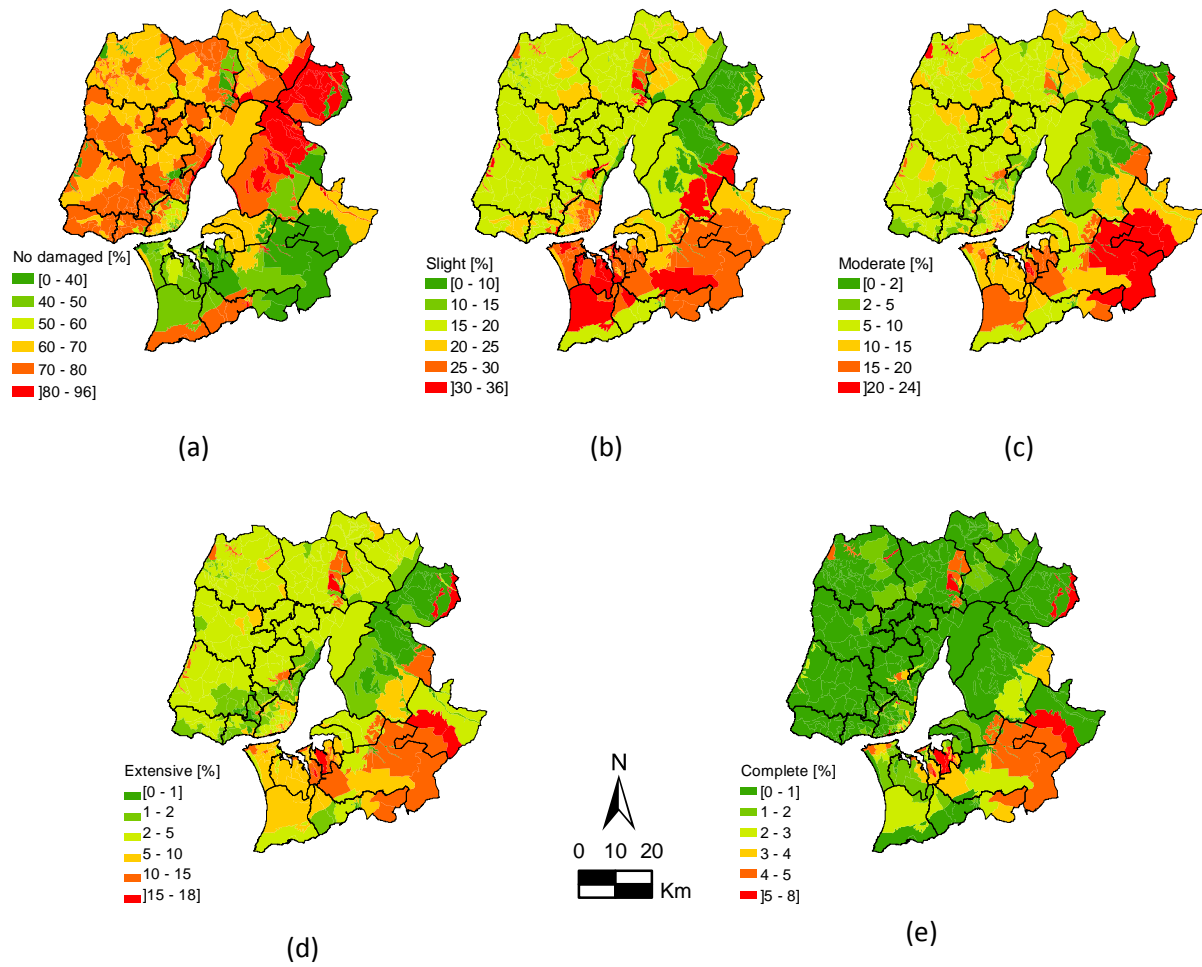 No damaged [%]
[0 - 40]
40 - 50
50 - 60
60 - 70
70 - 80
]80 - 96]
(a)
Slight [%]
[0 - 10]
10 - 15
15 - 20
20 - 25
25 - 30
]30 - 36]
(b)
Moderate [%]
[0 - 2]
2 - 5
5 - 10
10 - 15
15 - 20
]20 - 24]
(c)
Extensive [%]
[0 - 1]
1 - 2
2 - 5
5 - 10
10 - 15
]15 - 18]
(d)
N
0 10 20
Km
Complete [%]
[0 - 1]
1 - 2
2 - 3
3 - 4
4 - 5
]5 - 8]
(e)